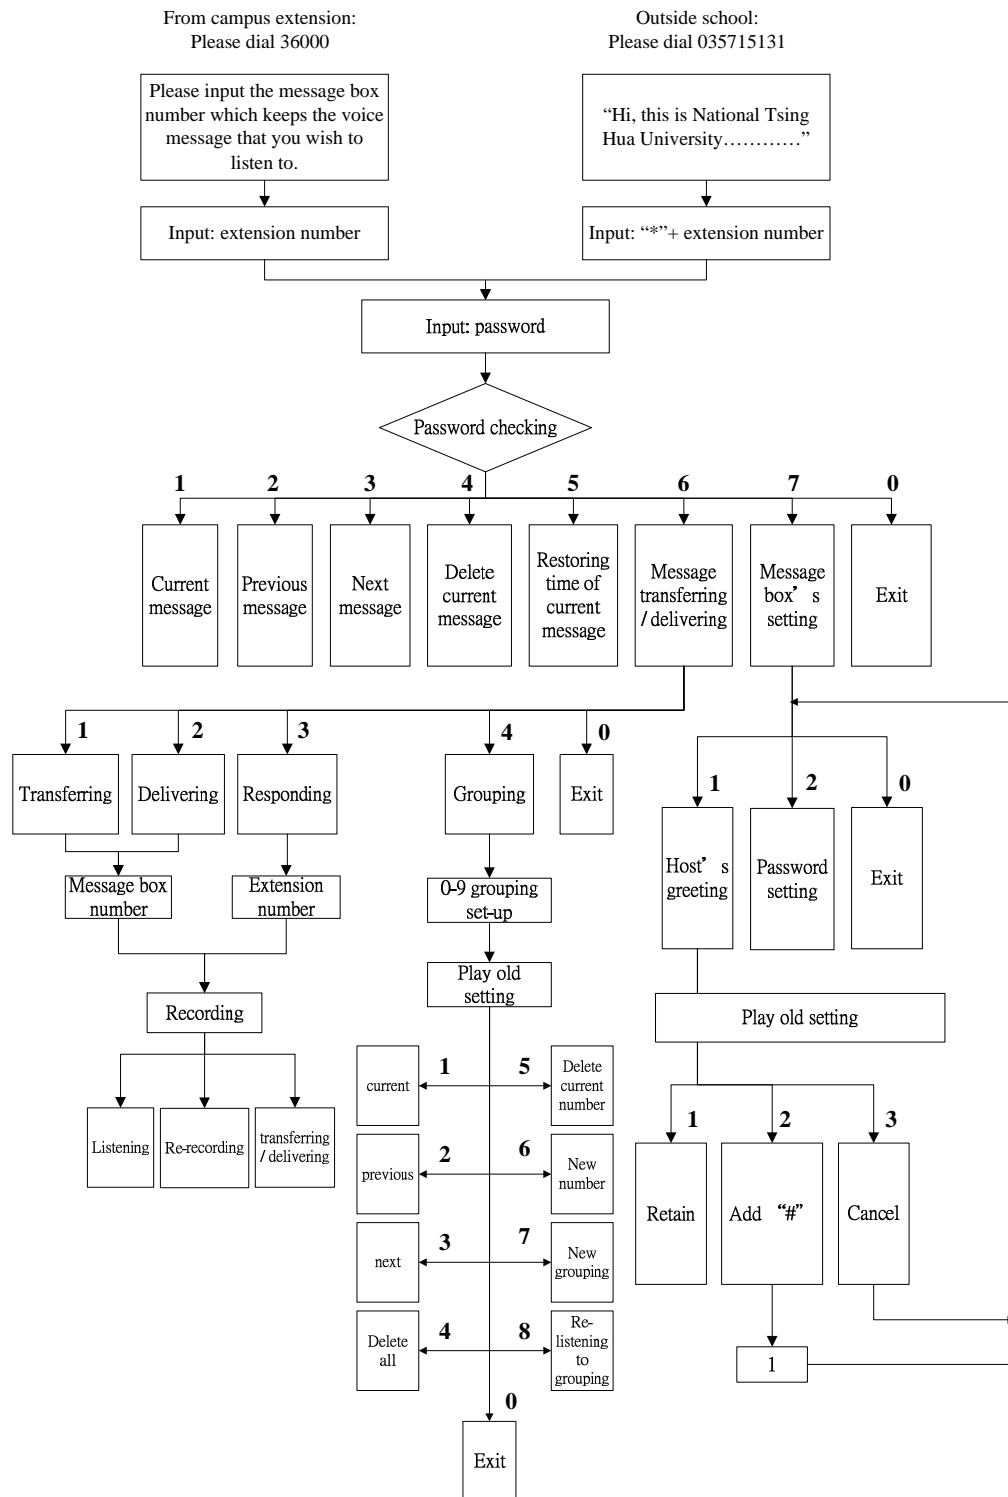 From campus extension:
Please dial 36000
Outside school:
Please dial 035715131
Please input the message box
number which keeps the voice
message that you wish to
listen to.
“Hi, this is National Tsing
Hua University…………”
Input: extension number
Input: “*”+ extension number
Input: password
Password checking
1
2
3
4
5
6
7
0
Current
message
Previous
message
Next
message
Delete
current
message
Restoring
time of
current
message
Message
transferring
/ delivering
Message
box’s
setting
Exit
1
2
3
4
0
Transferring
Delivering
Responding
Grouping
Exit
1
2
0
Host’s
greeting
Password
setting
Exit
Message box
number
Extension
number
0-9 grouping
set-up
Play old
setting
Recording
Play old setting
Listening
Re-recording
transferring
/ delivering
current
1
5
Delete
current
number
previous
2
6
New
number
next
3
7
New
grouping
Delete
all
4
8
Re-
listening
to
grouping
0
Exit
1
2
3
Retain
Add “#”
Cancel
1